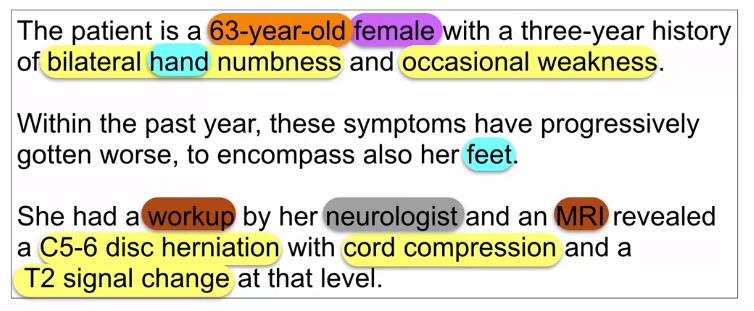 The patient is a 63-year-old female with a three-year history
of bilateral hand numbness and occasional weakness.
Within the past year, these symptoms have progressively
gotten worse, to encompass also her feet.
She had a workup by her neurologist and an MRI revealed
a C5-6 disc herniation with cord compression and a
T2 signal change at that level.